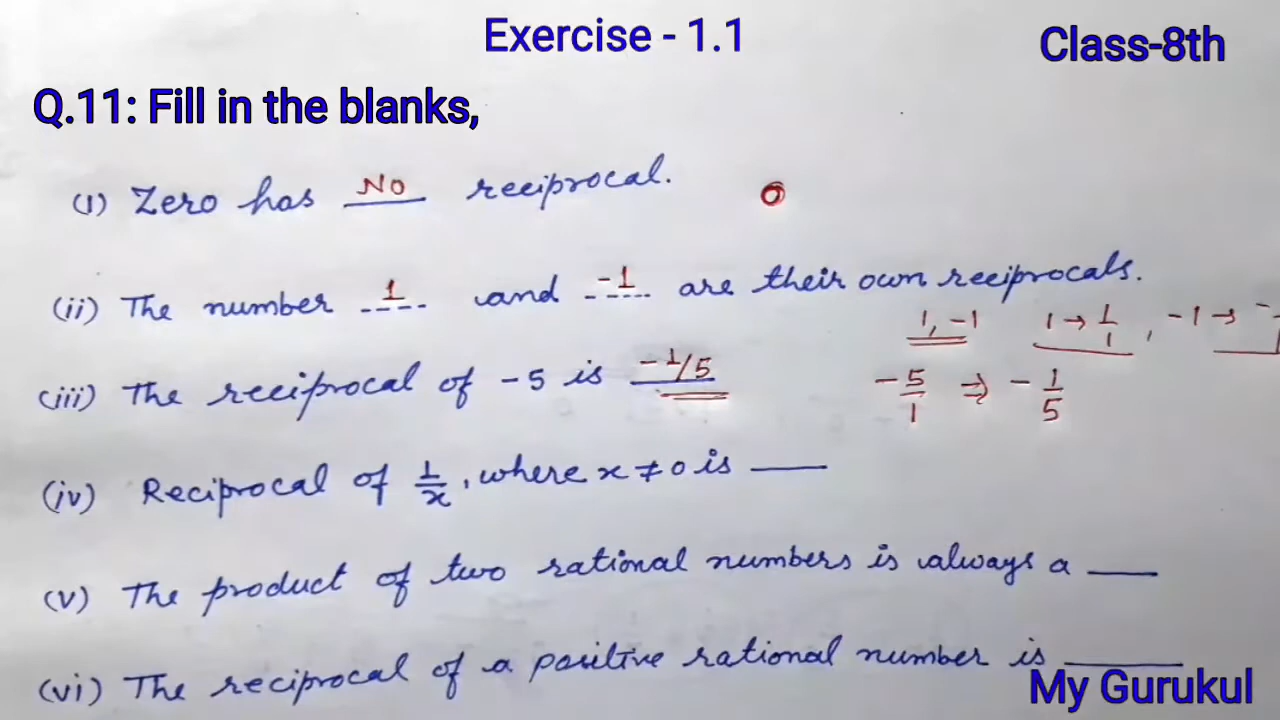 Exercise - 1.1
Class-8th
Q.11: Fill in the blanks,
(i) Zero has No reciprocal. 0
(ii) The number 1 and -1 are their own reciprocals.
1, -1 1 → 1/1 , -1 →
(iii) The reciprocal of -5 is -1/5 -5/1 ⇒ -1/5
(iv) Reciprocal of 1/x, where x ≠ 0 is ___
(v) The product of two rational numbers is always a ___
(vi) The reciprocal of a positive rational number is ___
My Gurukul